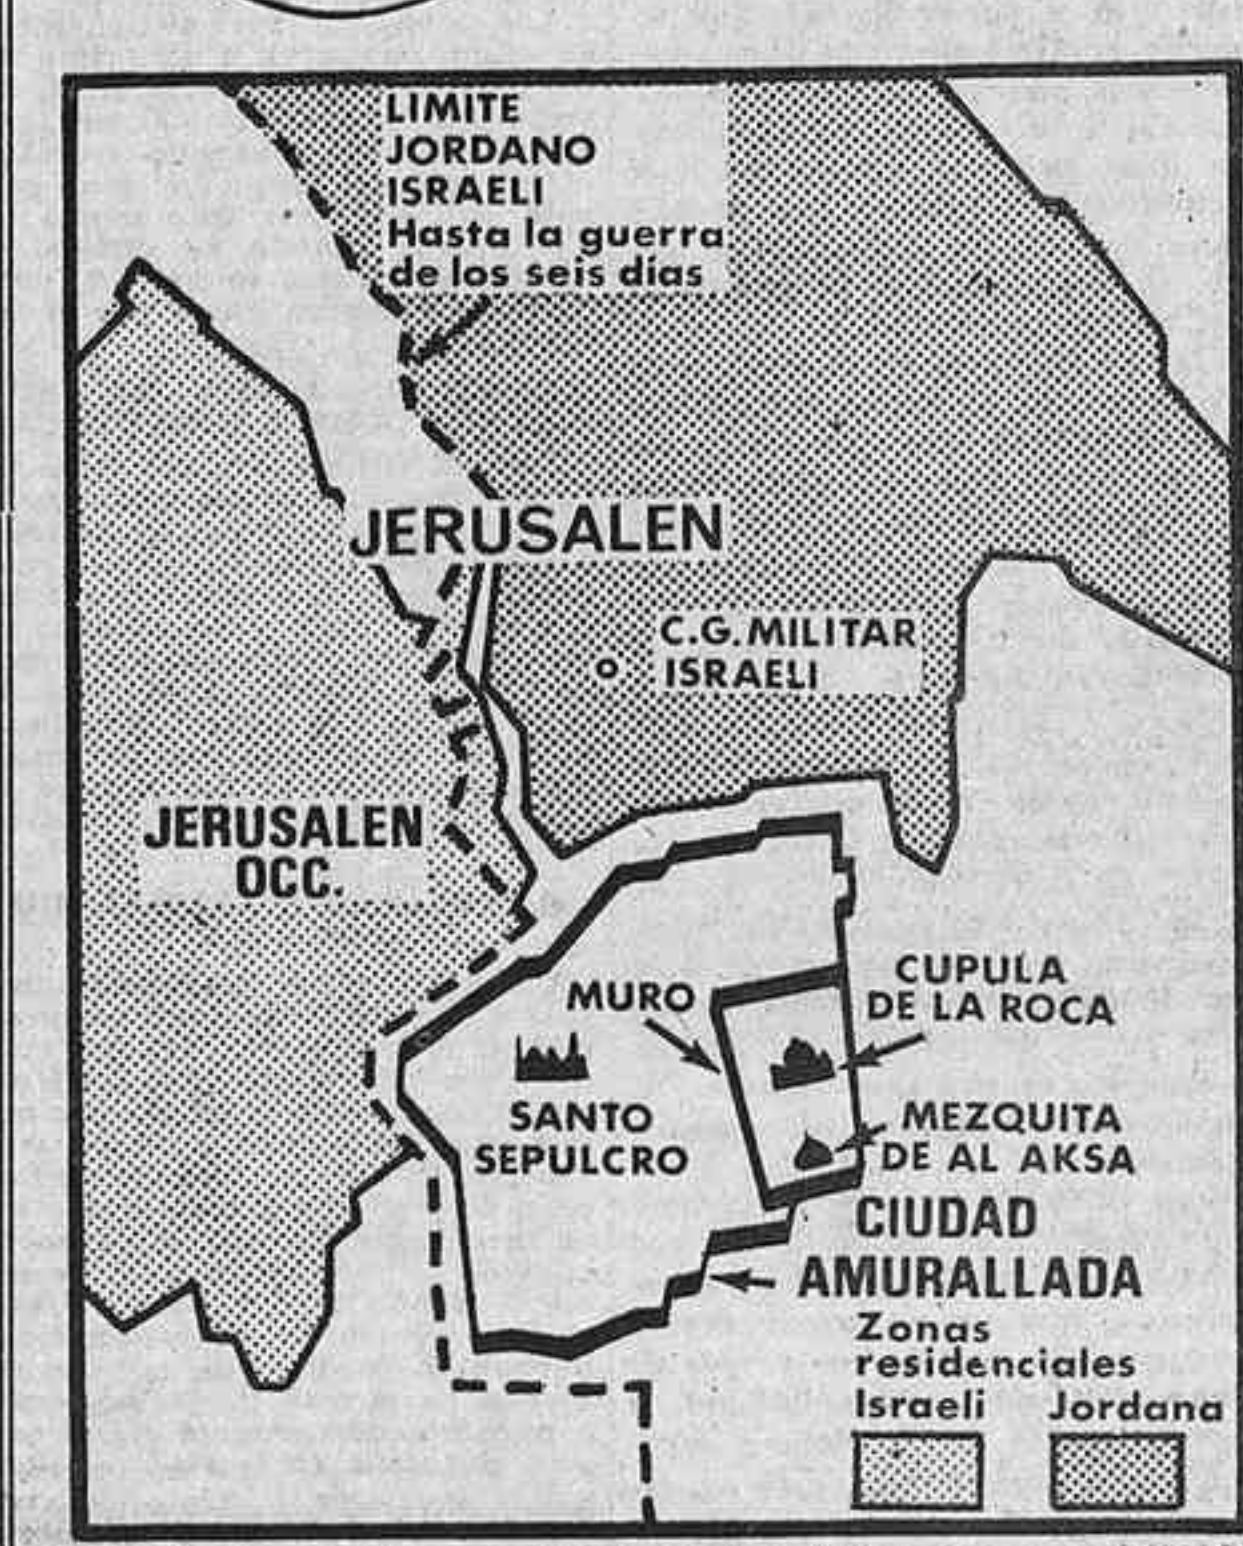 LIMITE
JORDANO
ISRAELI
Hasta la guerra
de los seis dias
JERUSALEN
C.G. MILITAR
ISRAELI
JERUSALEN
OCC.
MURO
CUPULA
DE LA ROCA
SANTO
SEPULCRO
MEZQUITA
DE AL AKSA
CIUDAD
AMURALLADA
Zonas
residenciales
Israeli Jordana